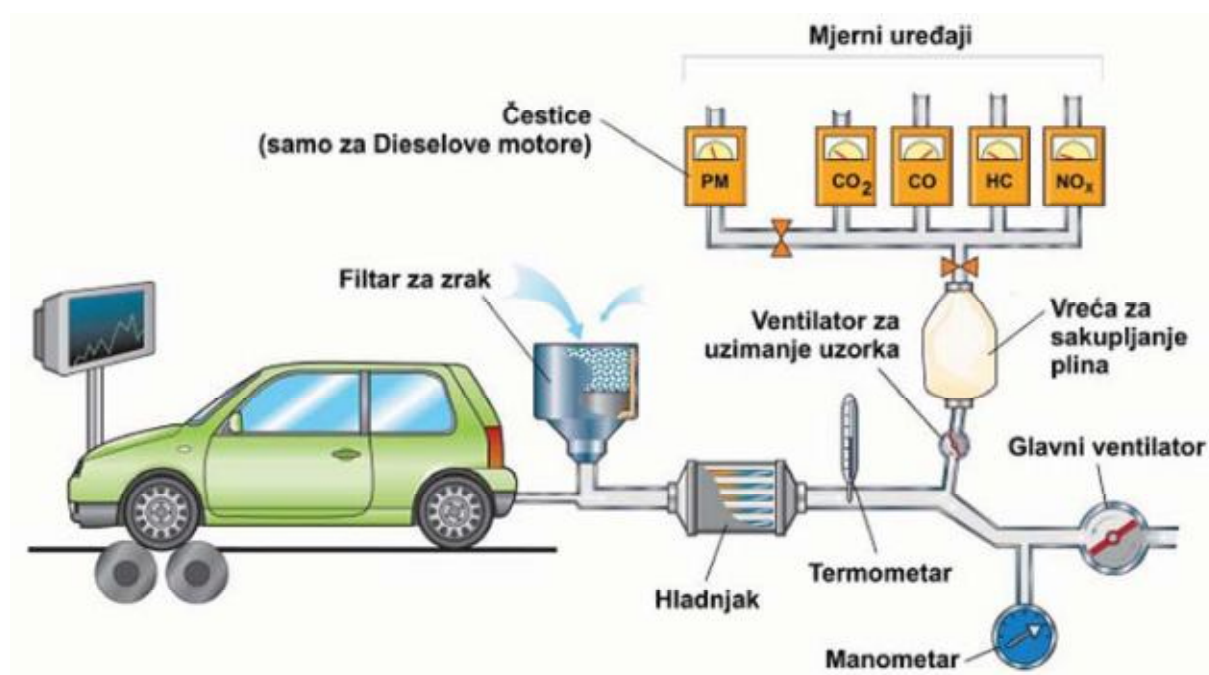 Mjerni uređaji
Čestice
(samo za Dieselove motore)
PM
CO₂
CO
HC
NOₓ
Filtar za zrak
Ventilator za
uzimanje uzorka
Vreća za
sakupljanje
plina
Glavni ventilator
Termometar
Hladnjak
Manometar